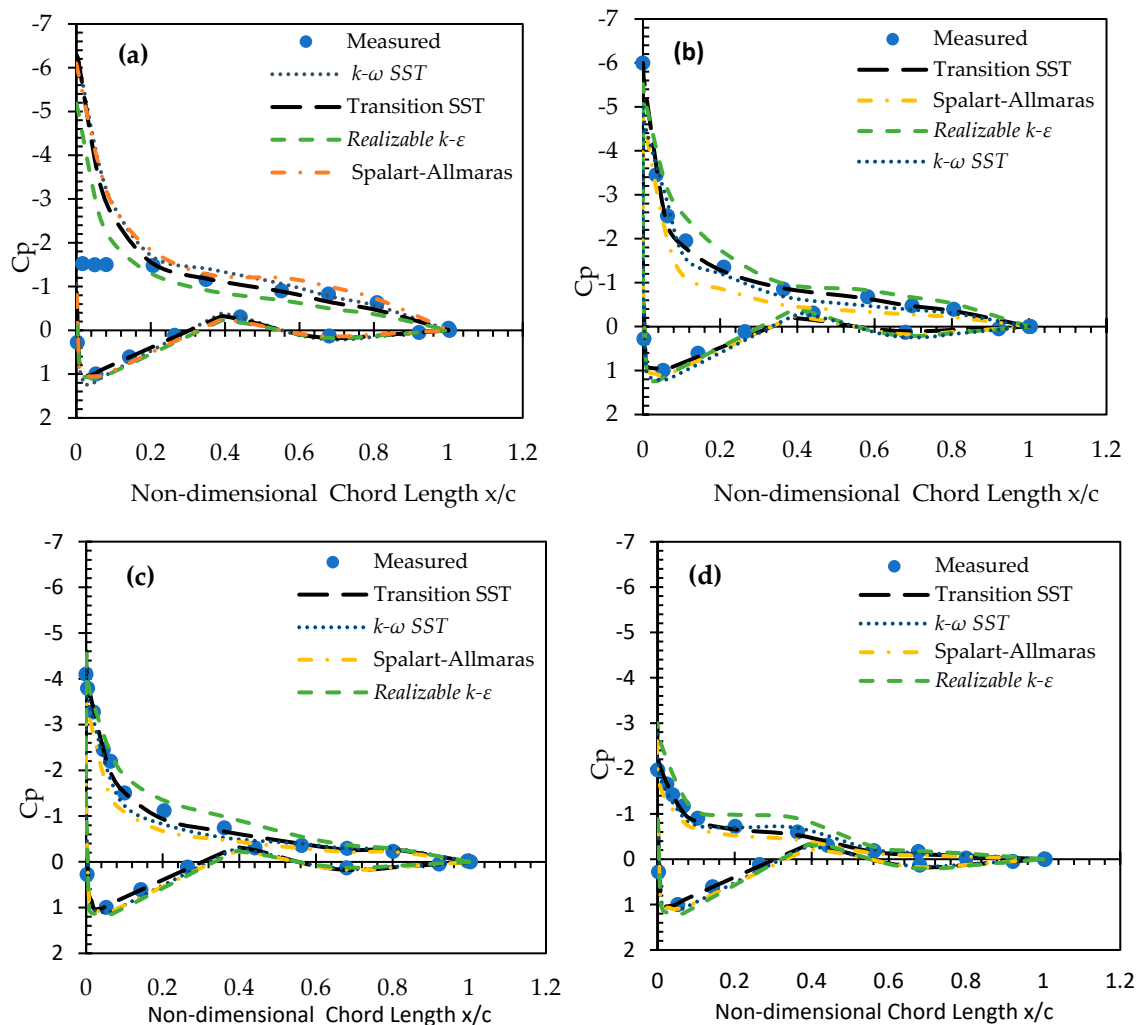 (a)
Measured
k-ω SST
Transition SST
Realizable k-ε
Spalart-Allmaras
-7
-6
-5
-4
-3
-2
-1
0
1
2
Cp
0 0.2 0.4 0.6 0.8 1 1.2
Non-dimensional Chord Length x/c
(b)
Measured
Transition SST
Spalart-Allmaras
Realizable k-ε
k-ω SST
-7
-6
-5
-4
-3
-2
-1
0
1
2
Cp
0 0.2 0.4 0.6 0.8 1 1.2
Non-dimensional Chord Length x/c
(c)
Measured
Transition SST
k-ω SST
Spalart-Allmaras
Realizable k-ε
-7
-6
-5
-4
-3
-2
-1
0
1
2
Cp
0 0.2 0.4 0.6 0.8 1 1.2
Non-dimensional Chord Length x/c
(d)
Measured
Transition SST
k-ω SST
Spalart-Allmaras
Realizable k-ε
-7
-6
-5
-4
-3
-2
-1
0
1
2
Cp
0 0.2 0.4 0.6 0.8 1 1.2
Non-dimensional Chord Length x/c